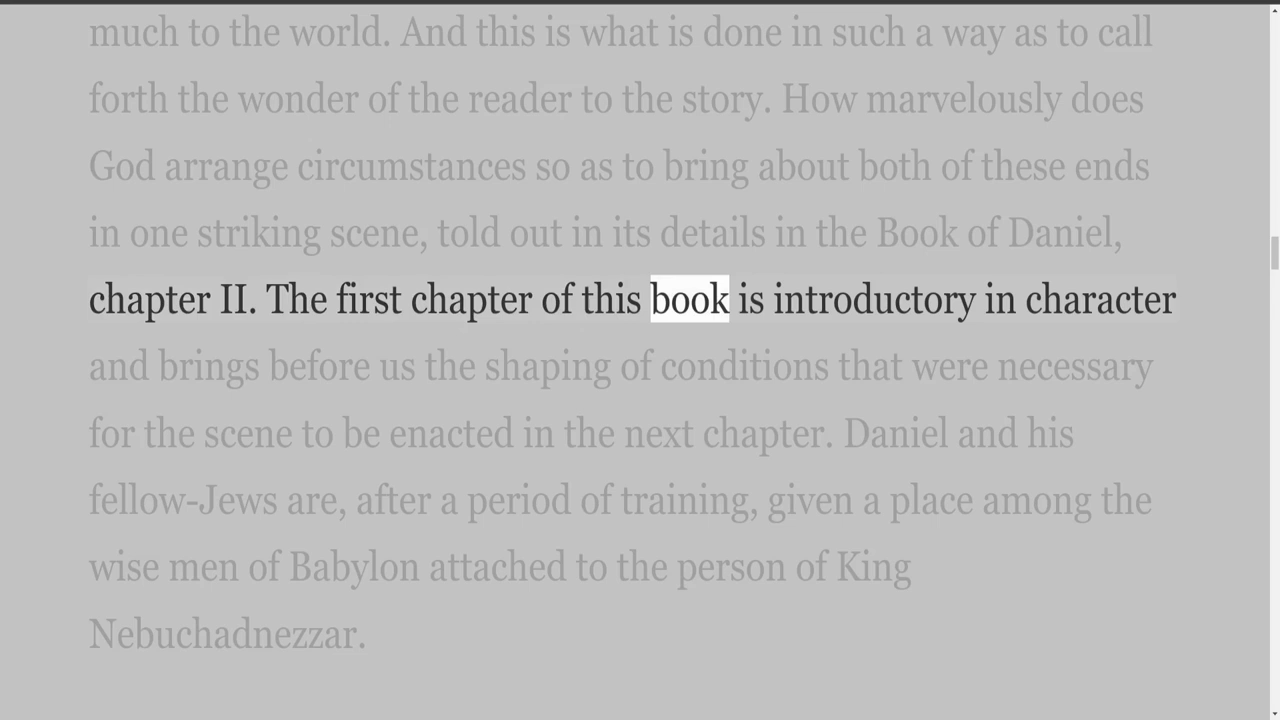 much to the world. And this is what is done in such a way as to call
forth the wonder of the reader to the story. How marvelously does
God arrange circumstances so as to bring about both of these ends
in one striking scene, told out in its details in the Book of Daniel,
chapter II. The first chapter of this book is introductory in character
and brings before us the shaping of conditions that were necessary
for the scene to be enacted in the next chapter. Daniel and his
fellow-Jews are, after a period of training, given a place among the
wise men of Babylon attached to the person of King
Nebuchadnezzar.